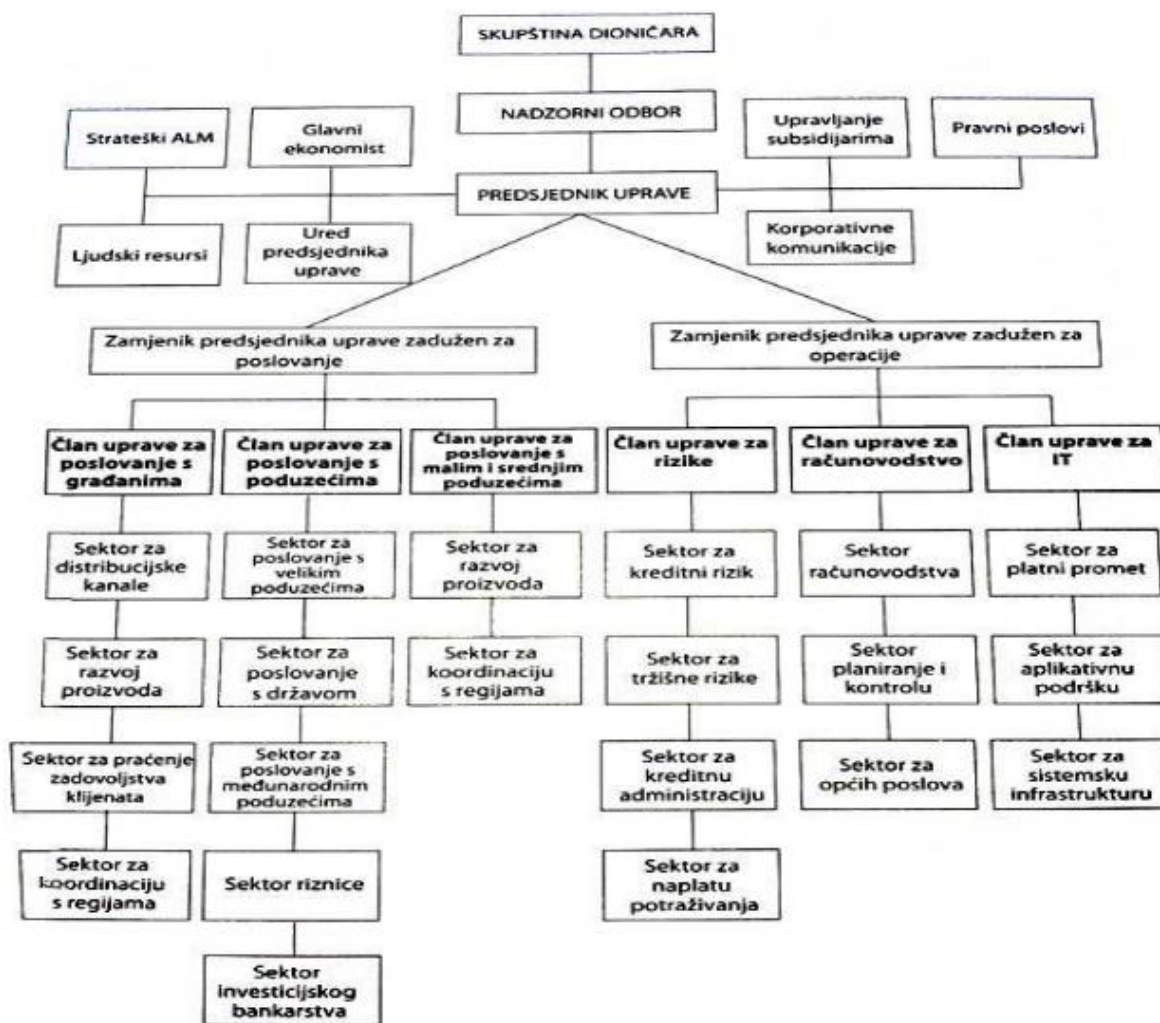 SKUPŠTINA DIONIČARA
NADZORNI ODBOR
Strateški ALM
Glavni
ekonomist
Upravljanje
subsidijarima
Pravni poslovi
PREDSJEDNIK UPRAVE
Ljudski resursi
Ured
predsjednika
uprave
Korporativne
komunikacije
Zamjenik predsjednika uprave zadužen za
poslovanje
Zamjenik predsjednika uprave zadužen za
operacije
Član uprave za
poslovanje s
građanima
Član uprave za
poslovanje s
poduzećima
Član uprave za
poslovanje s
malim i srednjim
poduzećima
Član uprave za
rizike
Član uprave za
računovodstvo
Član uprave za
IT
Sektor za
distribucijske
kanale
Sektor za
poslovanje s
velikim
poduzećima
Sektor za
razvoj
proizvoda
Sektor za
kreditni rizik
Sektor
računovodstva
Sektor za
platni promet
Sektor za
razvoj
proizvoda
Sektor za
poslovanje
s državom
Sektor za
koordinaciju
s regijama
Sektor za
tržišne rizike
Sektor
planiranje i
kontrolu
Sektor za
aplikativnu
podršku
Sektor za praćenje
zadovoljstva
klijenata
Sektor za
poslovanje s
međunarodnim
poduzećima
Sektor za
kreditnu
administraciju
Sektor za
općih poslova
Sektor za
sistemsku
infrastrukturu
Sektor za
koordinaciju
s regijama
Sektor riznice
Sektor za
naplatu
potraživanja
Sektor
investicijskog
bankarstva